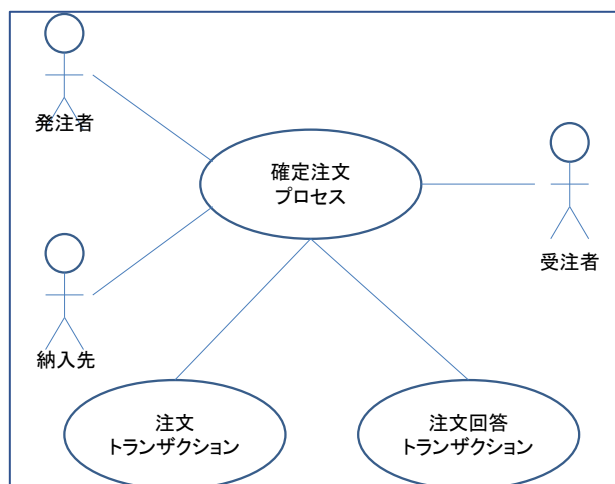 発注者
確定注文
プロセス
受注者
納入先
注文
トランザクション
注文回答
トランザクション